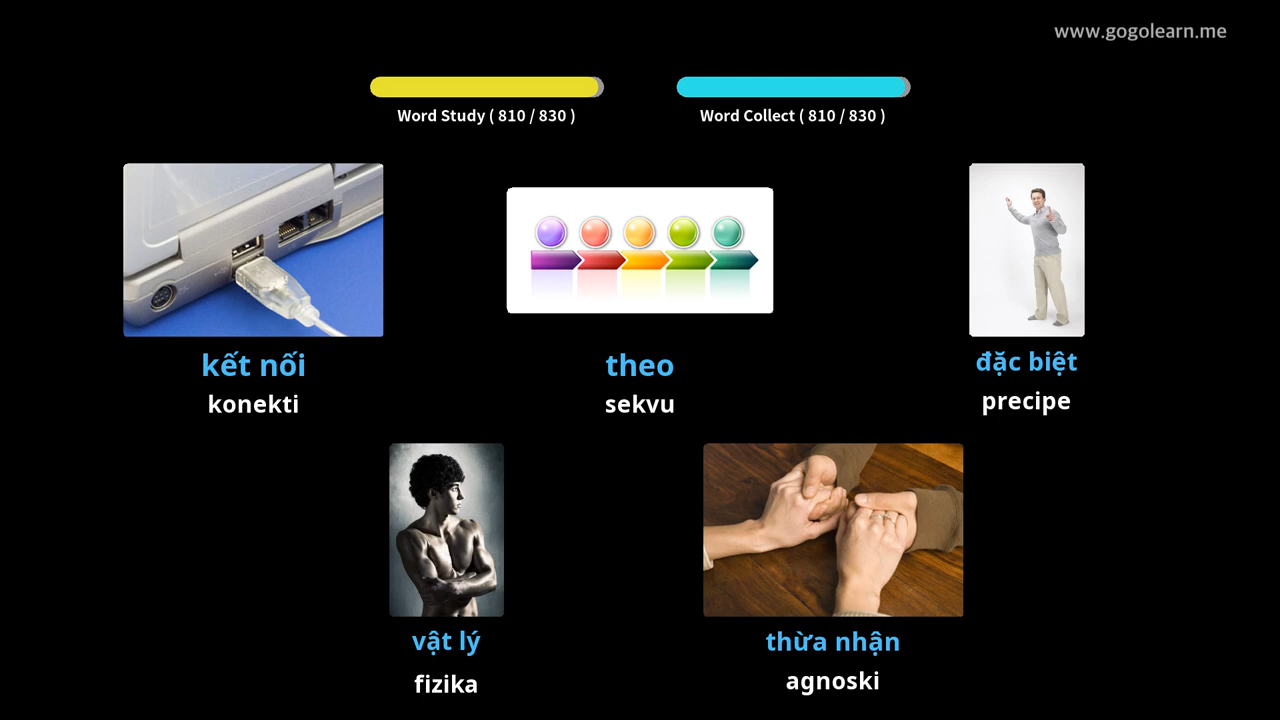 www.gogolearn.me
Word Study ( 810 / 830 )
Word Collect ( 810 / 830 )
kết nối
konekti
theo
sekvu
đặc biệt
precipe
vật lý
fizika
thừa nhận
agnoski